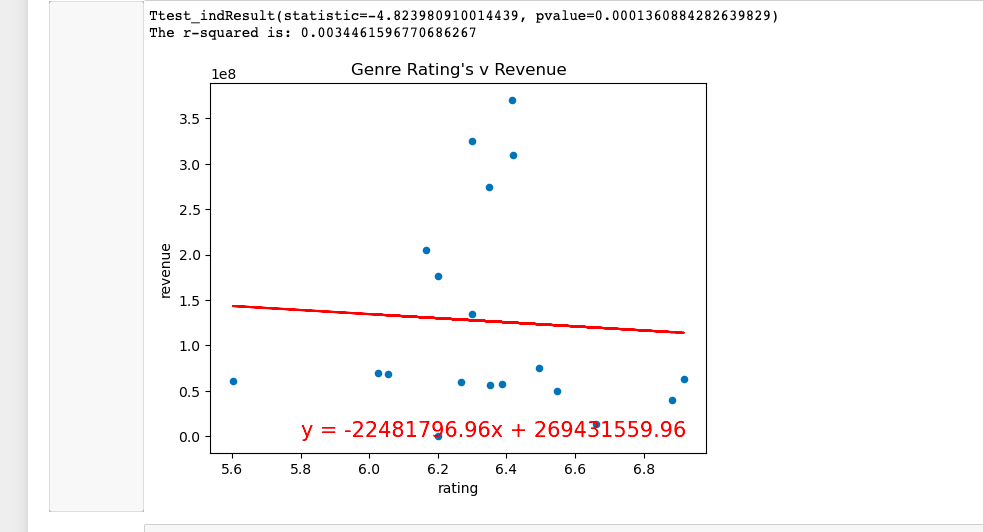 Ttest_indResult(statistic=-4.823980910014439, pvalue=0.0001360884282639829)
The r-squared is: 0.0034461596770686267
Genre Rating's v Revenue
1e8
3.5
3.0
2.5
2.0
1.5
1.0
0.5
0.0
revenue
y = -22481796.96x + 269431559.96
5.6 5.8 6.0 6.2 6.4 6.6 6.8
rating